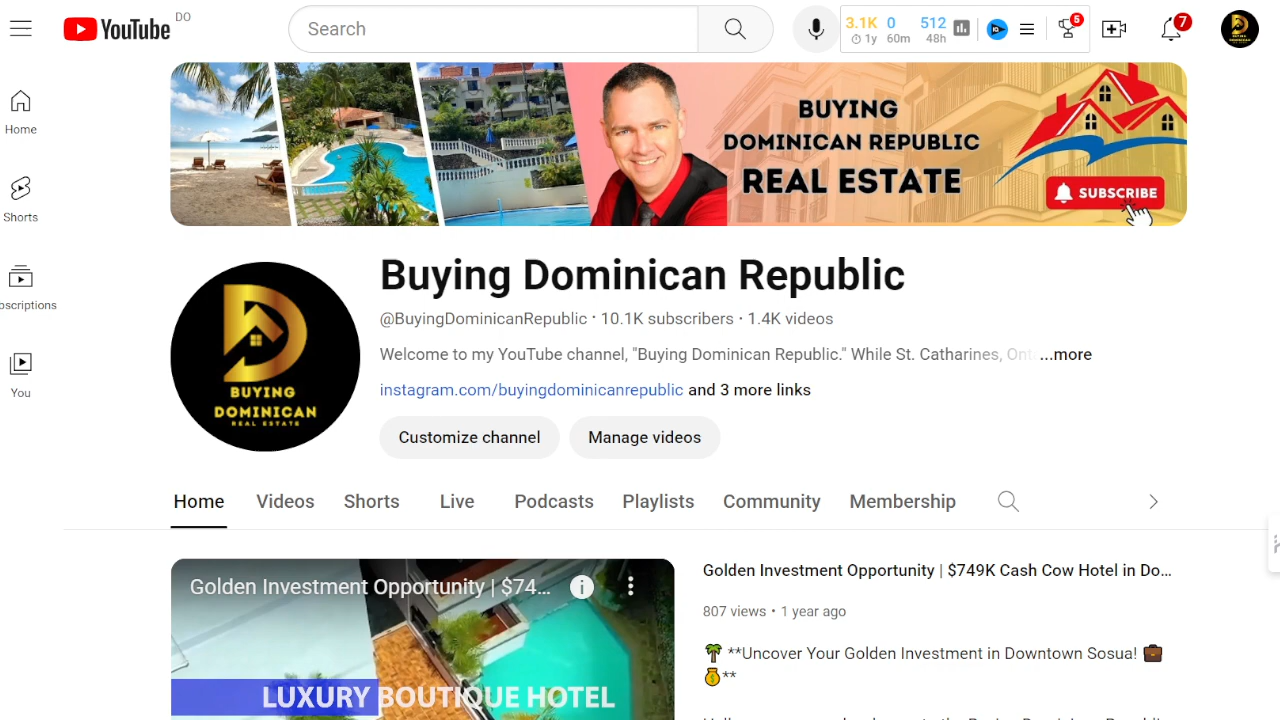 YouTube DO
Search
3.1K 0 512
1y 60m 48h
5
7
Home
Shorts
oscriptions
You
BUYING
DOMINICAN REPUBLIC
REAL ESTATE
SUBSCRIBE
BUYING
DOMINICAN
REAL ESTATE
Buying Dominican Republic
@BuyingDominicanRepublic · 10.1K subscribers · 1.4K videos
Welcome to my YouTube channel, "Buying Dominican Republic." While St. Catharines, Ont ...more
instagram.com/buyingdominicanrepublic and 3 more links
Customize channel Manage videos
Home Videos Shorts Live Podcasts Playlists Community Membership
Golden Investment Opportunity | $74...
LUXURY BOUTIQUE HOTEL
Golden Investment Opportunity | $749K Cash Cow Hotel in Do...
807 views • 1 year ago
🌴 **Uncover Your Golden Investment in Downtown Sosua! 💼
💰**